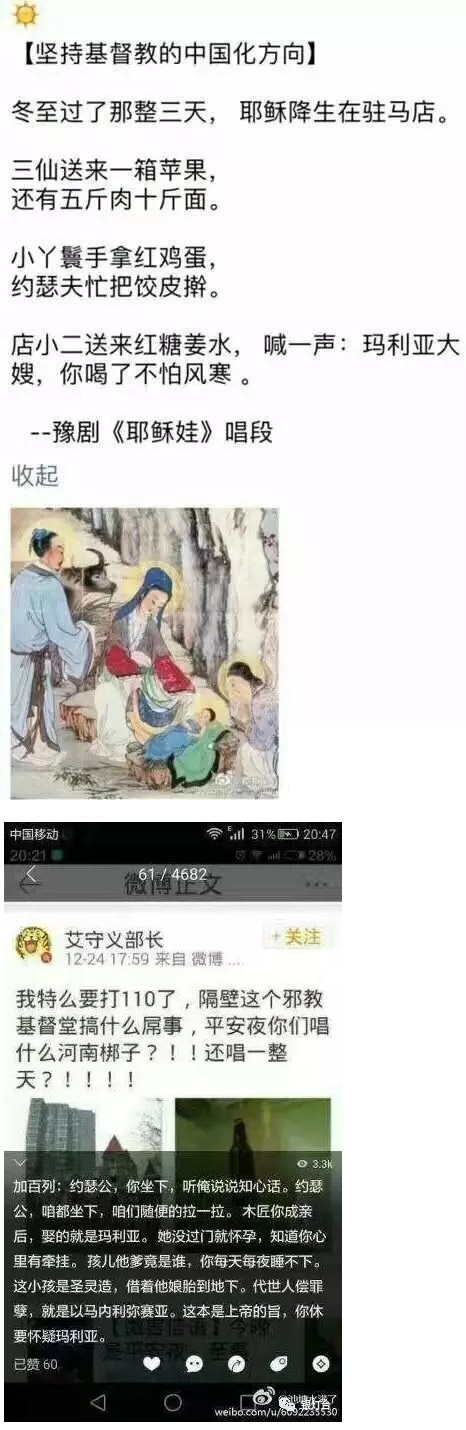 【坚持基督教的中国化方向】
冬至过了那整三天， 耶稣降生在驻马店。
三仙送来一箱苹果，
还有五斤肉十斤面。
小丫鬟手拿红鸡蛋，
约瑟夫忙把饺皮擀。
店小二送来红糖姜水， 喊一声：玛利亚大
嫂，你喝了不怕风寒 。
--豫剧《耶稣娃》唱段
收起
中国移动 31% 20:47
20:21 28%
61 / 4682
微博正文
艾守义部长
+关注
12-24 17:59 来自 微博 ...
我特么要打110了，隔壁这个邪教
基督堂搞什么屌事，平安夜你们唱
什么河南梆子？！！还唱一整
天？！！！！
3.3k
加百列：约瑟公，你坐下，听俺说说知心话。约瑟
公，咱都坐下，咱们随便的拉一拉。 木匠你成亲
后，娶的就是玛利亚。 她没过门就怀孕，知道你心
里有牵挂。 孩儿他爹竟是谁，你每天每夜睡不下。
这小孩是圣灵造，借着他娘胎到地下。代世人偿罪
孽，就是以马内利弥赛亚。这本是上帝的旨，你休
要怀疑玛利亚。
已赞 60
weibo.com/u/6092235530